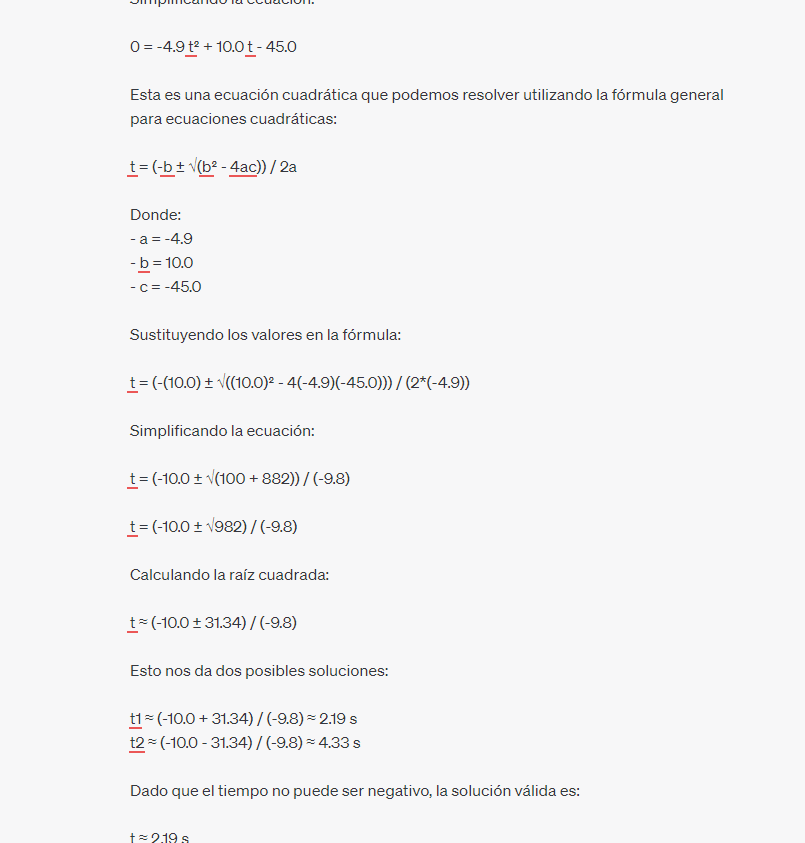 Simplificando la ecuación:
0 = -4.9 t² + 10.0 t - 45.0
Esta es una ecuación cuadrática que podemos resolver utilizando la fórmula general
para ecuaciones cuadráticas:
t = (-b ± √(b² - 4ac)) / 2a
Donde:
- a = -4.9
- b = 10.0
- c = -45.0
Sustituyendo los valores en la fórmula:
t = (-(10.0) ± √((10.0)² - 4(-4.9)(-45.0))) / (2*(-4.9))
Simplificando la ecuación:
t = (-10.0 ± √(100 + 882)) / (-9.8)
t = (-10.0 ± √982) / (-9.8)
Calculando la raíz cuadrada:
t ≈ (-10.0 ± 31.34) / (-9.8)
Esto nos da dos posibles soluciones:
t1 ≈ (-10.0 + 31.34) / (-9.8) ≈ 2.19 s
t2 ≈ (-10.0 - 31.34) / (-9.8) ≈ 4.33 s
Dado que el tiempo no puede ser negativo, la solución válida es:
t ≈ 2.19 s